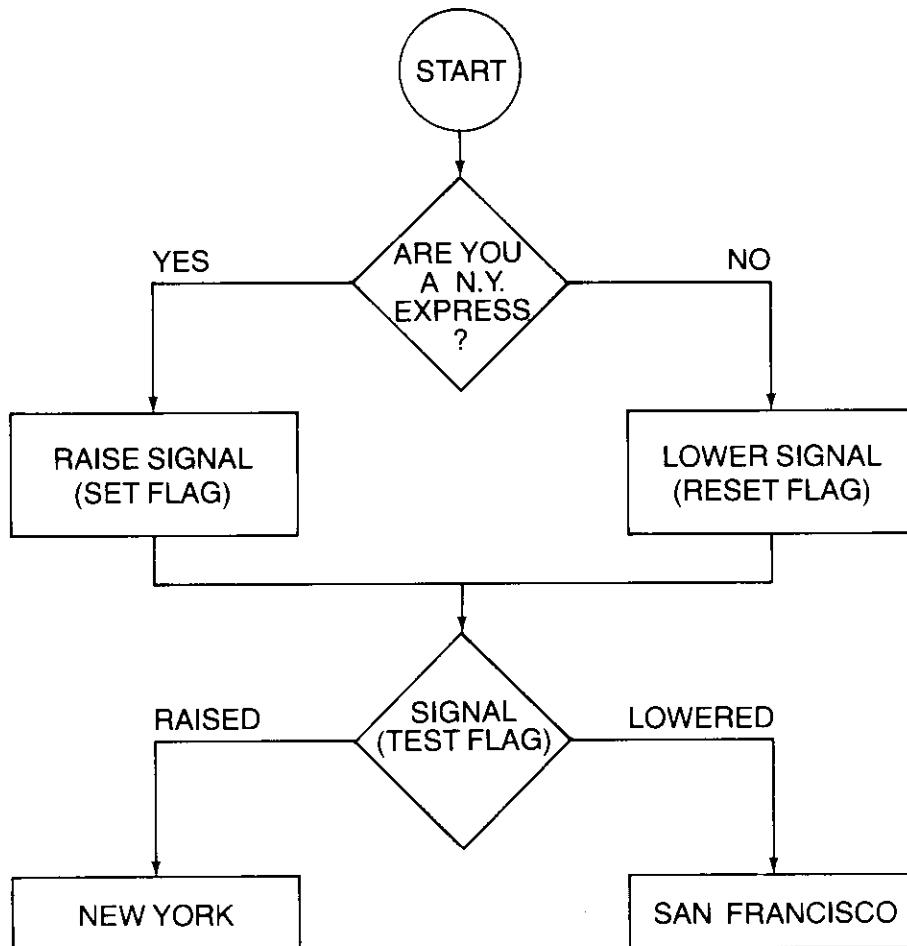 START
ARE YOU
A N.Y.
EXPRESS
?
YES
NO
RAISE SIGNAL
(SET FLAG)
LOWER SIGNAL
(RESET FLAG)
SIGNAL
(TEST FLAG)
RAISED
LOWERED
NEW YORK
SAN FRANCISCO